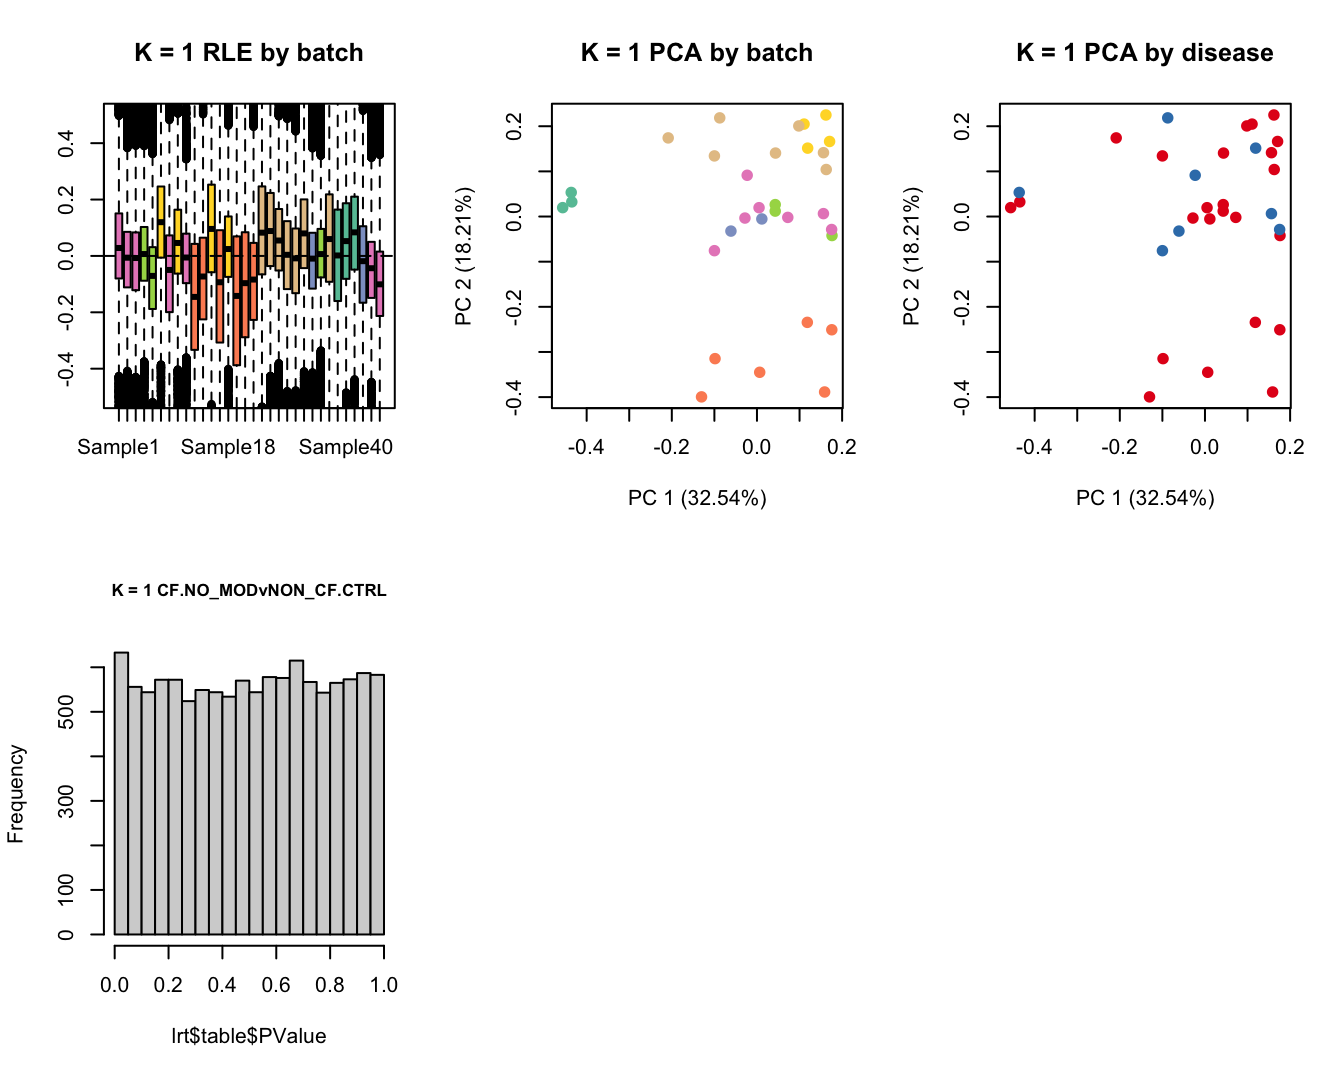 K = 1 RLE by batch
0.4
0.2
0.0
-0.2
-0.4
Sample1 Sample18 Sample40
K = 1 PCA by batch
PC 2 (18.21%)
0.2
0.0
-0.2
-0.4
-0.4 -0.2 0.0 0.2
PC 1 (32.54%)
K = 1 PCA by disease
PC 2 (18.21%)
0.2
0.0
-0.2
-0.4
-0.4 -0.2 0.0 0.2
PC 1 (32.54%)
K = 1 CF.NO_MODvNON_CF.CTRL
Frequency
500
300
100
0
0.0 0.2 0.4 0.6 0.8 1.0
lrt$table$PValue